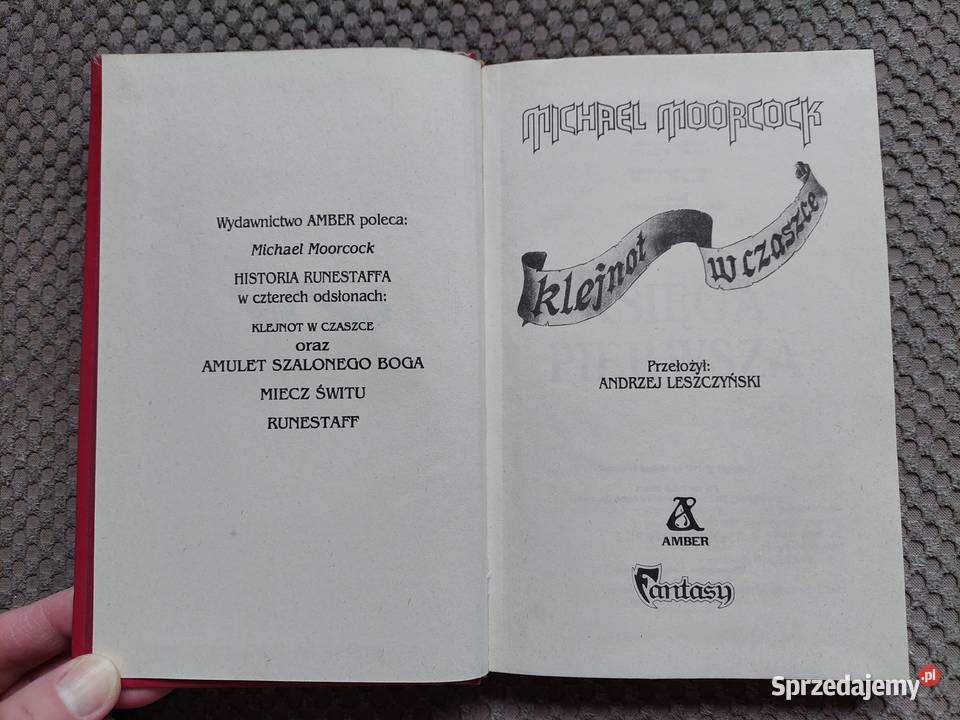 Wydawnictwo AMBER poleca:
Michael Moorcock
HISTORIA RUNESTAFFA
w czterech odsłonach:
KLEJNOT W CZASZCE
oraz
AMULET SZALONEGO BOGA
MIECZ ŚWITU
RUNESTAFF
MICHAEL MOORCOCK
klejnot w czaszce
Przełożył:
ANDRZEJ LESZCZYŃSKI
A
AMBER
Fantasy
Sprzedajemy.pl